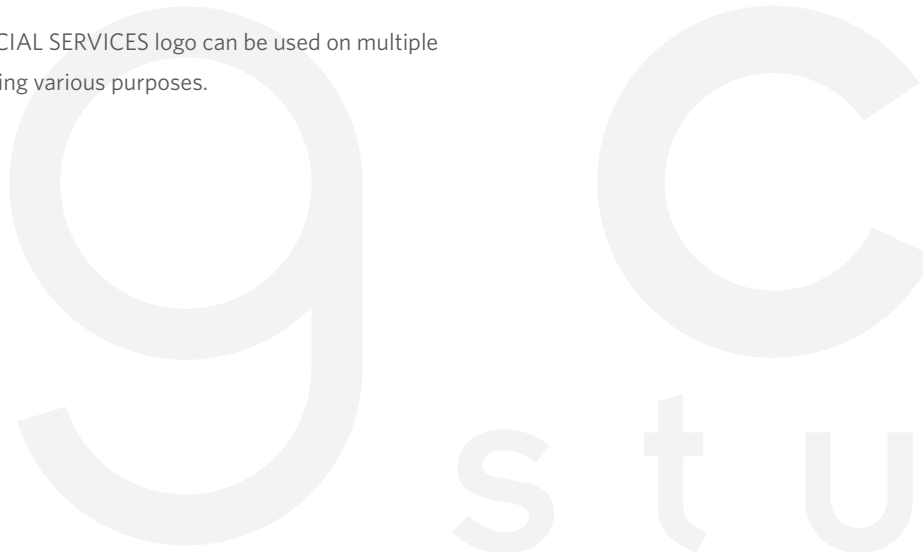 CIAL SERVICES logo can be used on multiple
ing various purposes.
g c
s t u